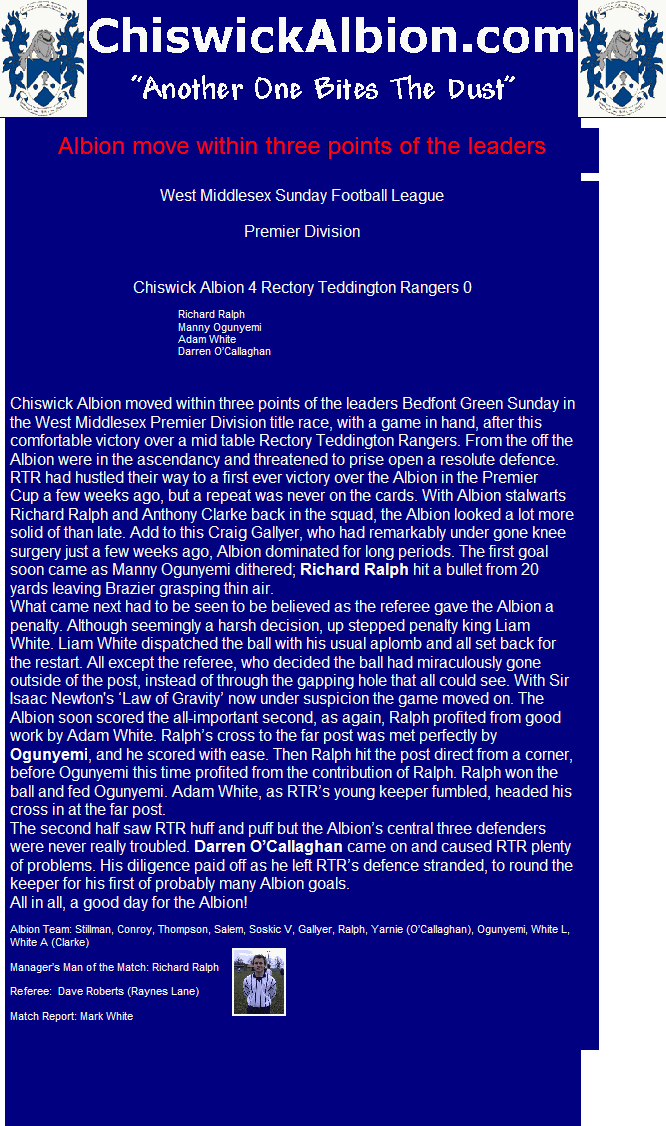 ChiswickAlbion.com
“Another One Bites The Dust”
Albion move within three points of the leaders
West Middlesex Sunday Football League
Premier Division
Chiswick Albion 4 Rectory Teddington Rangers 0
Richard Ralph
Manny Ogunyemi
Adam White
Darren O'Callaghan
Chiswick Albion moved within three points of the leaders Bedfont Green Sunday in
the West Middlesex Premier Division title race, with a game in hand, after this
comfortable victory over a mid table Rectory Teddington Rangers. From the off the
Albion were in the ascendancy and threatened to prise open a resolute defence.
RTR had hustled their way to a first ever victory over the Albion in the Premier
Cup a few weeks ago, but a repeat was never on the cards. With Albion stalwarts
Richard Ralph and Anthony Clarke back in the squad, the Albion looked a lot more
solid of than late. Add to this Craig Gallyer, who had remarkably under gone knee
surgery just a few weeks ago, Albion dominated for long periods. The first goal
soon came as Manny Ogunyemi dithered; Richard Ralph hit a bullet from 20
yards leaving Brazier grasping thin air.
What came next had to be seen to be believed as the referee gave the Albion a
penalty. Although seemingly a harsh decision, up stepped penalty king Liam
White. Liam White dispatched the ball with his usual aplomb and all set back for
the restart. All except the referee, who decided the ball had miraculously gone
outside of the post, instead of through the gapping hole that all could see. With Sir
Isaac Newton's ‘Law of Gravity’ now under suspicion the game moved on. The
Albion soon scored the all-important second, as again, Ralph profited from good
work by Adam White. Ralph’s cross to the far post was met perfectly by
Ogunyemi, and he scored with ease. Then Ralph hit the post direct from a corner,
before Ogunyemi this time profited from the contribution of Ralph. Ralph won the
ball and fed Ogunyemi. Adam White, as RTR’s young keeper fumbled, headed his
cross in at the far post.
The second half saw RTR huff and puff but the Albion’s central three defenders
were never really troubled. Darren O’Callaghan came on and caused RTR plenty
of problems. His diligence paid off as he left RTR’s defence stranded, to round the
keeper for his first of probably many Albion goals.
All in all, a good day for the Albion!
Albion Team: Stillman, Conroy, Thompson, Salem, Soskic V, Gallyer, Ralph, Yarnie (O’Callaghan), Ogunyemi, White L,
White A (Clarke)
Manager's Man of the Match: Richard Ralph
Referee:  Dave Roberts (Raynes Lane)
Match Report: Mark White